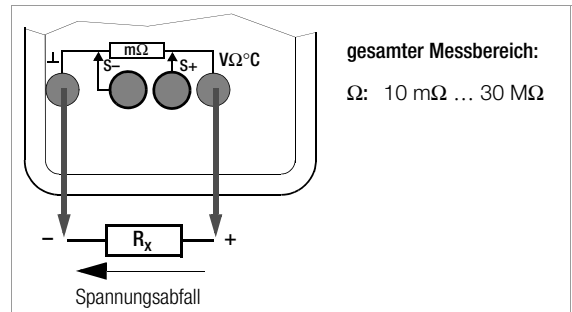 mΩ
⊥ S− S+ VΩ°C
gesamter Messbereich:
Ω: 10 mΩ … 30 MΩ
− Rx +
Spannungsabfall